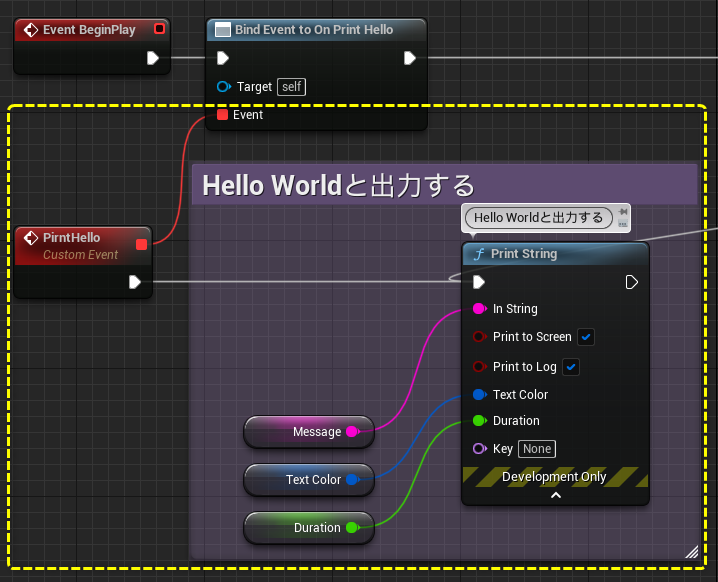 Event BeginPlay
Bind Event to On Print Hello
Target self
Event
Hello Worldと出力する
Hello Worldと出力する
PirntHello
Custom Event
Print String
In String
Print to Screen
Print to Log
Text Color
Duration
Key None
Development Only
Message
Text Color
Duration